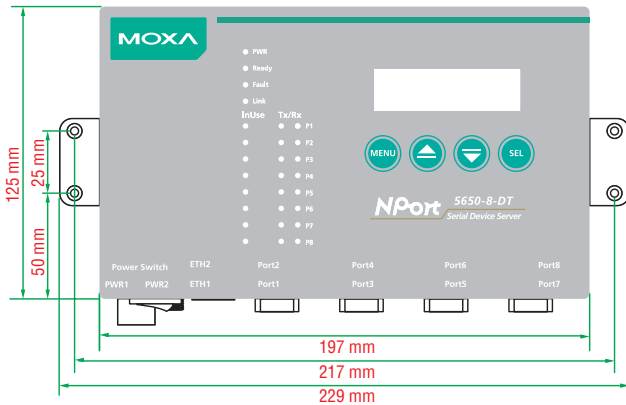 MOXA
PWR
Ready
Fault
Link
InUse Tx/Rx
P1
P2
P3
P4
P5
P6
P7
P8
MENU
SEL
NPort 5650-8-DT
Serial Device Server
Power Switch ETH2 Port2 Port4 Port6 Port8
PWR1 PWR2 ETH1 Port1 Port3 Port5 Port7
125 mm
25 mm
50 mm
197 mm
217 mm
229 mm